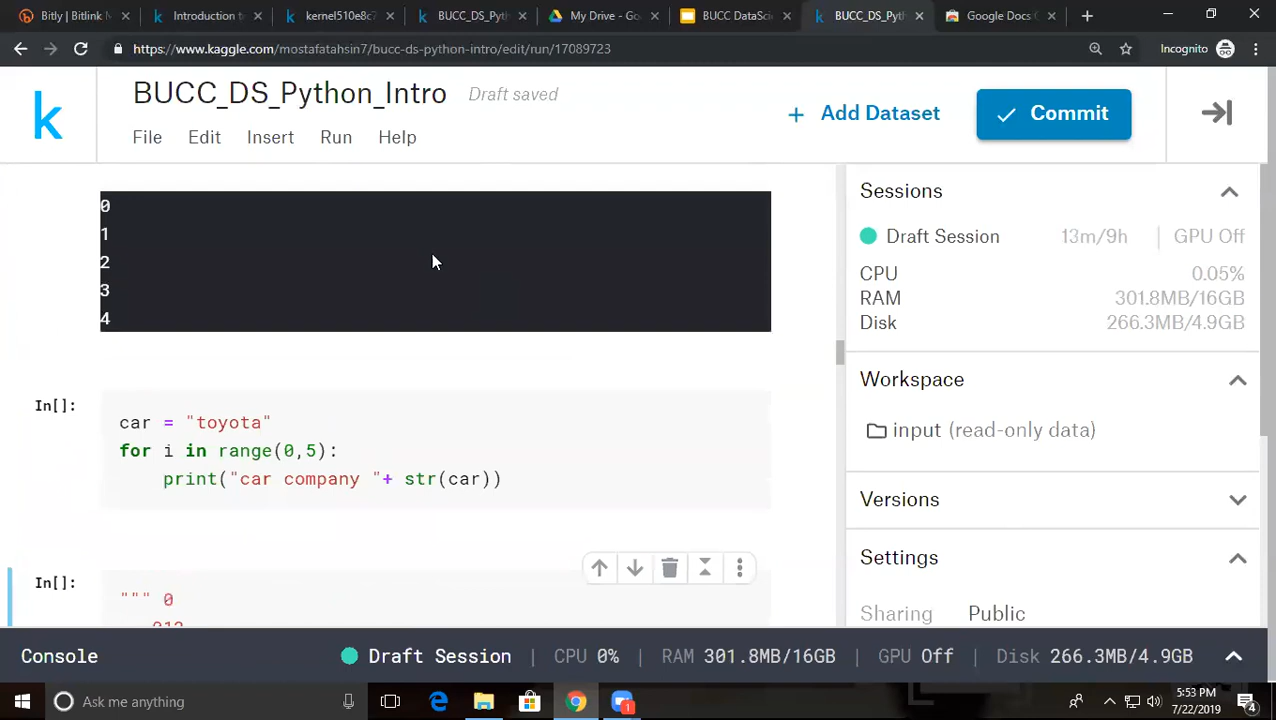 Bitly | Bitlink M
Introduction t
kernel510e8c7
BUCC_DS_Pyth
My Drive - Go
BUCC DataScie
BUCC_DS_Pyth
Google Docs O
https://www.kaggle.com/mostafatahsin7/bucc-ds-python-intro/edit/run/17089723
Incognito
k
BUCC_DS_Python_Intro
Draft saved
File
Edit
Insert
Run
Help
+ Add Dataset
Commit
0
1
2
3
4
In[]:
car = "toyota"
for i in range(0,5):
print("car company "+ str(car))
In[]:
""" 0
012
Sessions
Draft Session
13m/9h
GPU Off
CPU
0.05%
RAM
301.8MB/16GB
Disk
266.3MB/4.9GB
Workspace
input (read-only data)
Versions
Settings
Sharing
Public
Console
Draft Session | CPU 0% | RAM 301.8MB/16GB | GPU Off | Disk 266.3MB/4.9GB
Ask me anything
1
5:53 PM
7/22/2019
4